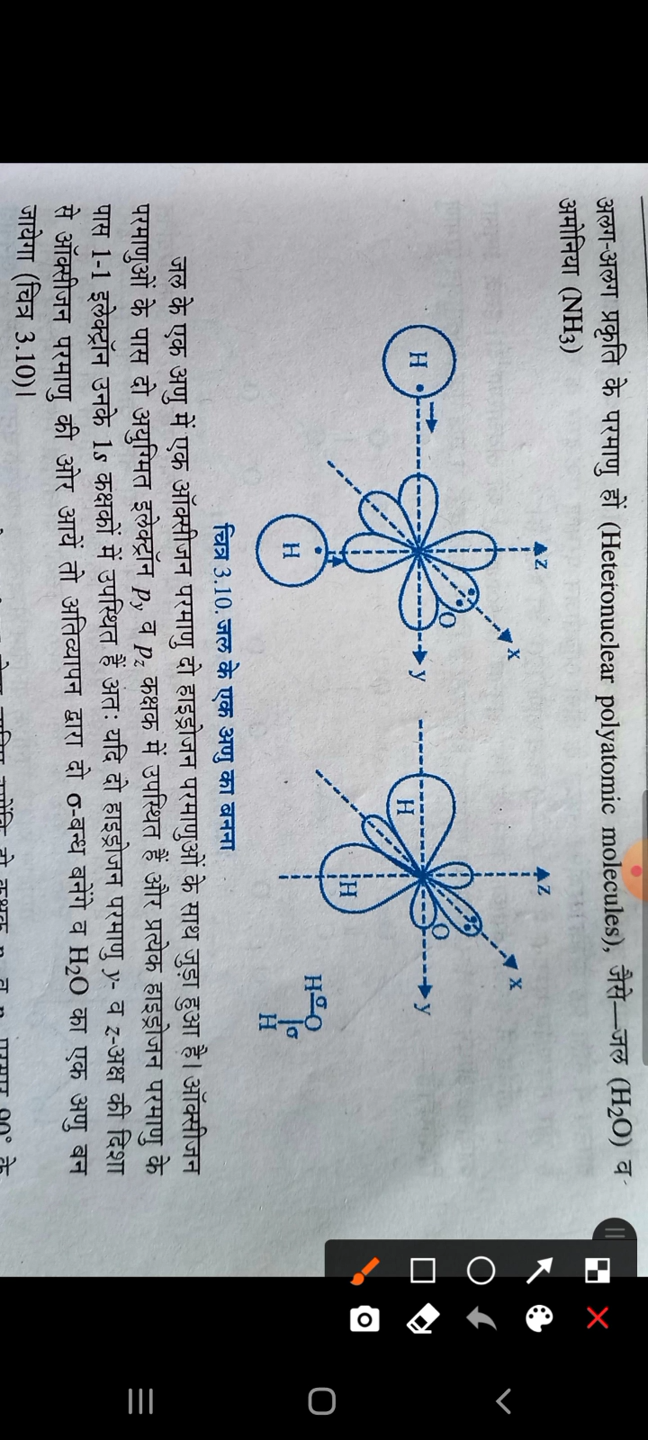 अलग-अलग प्रकृति के परमाणु हों (Heteronuclear polyatomic molecules), जैसे—जल (H₂O) व
अमोनिया (NH₃)
z
x
y
O
H
H
z
x
y
O
H
H
H σ O
σ
H
चित्र 3.10. जल के एक अणु का बनना
जल के एक अणु में एक ऑक्सीजन परमाणु दो हाइड्रोजन परमाणुओं के साथ जुड़ा हुआ है। ऑक्सीजन
परमाणुओं के पास दो अयुग्मित इलेक्ट्रॉन pᵧ व p_z कक्षक में उपस्थित हैं और प्रत्येक हाइड्रोजन परमाणु के
पास 1-1 इलेक्ट्रॉन उनके 1s कक्षकों में उपस्थित हैं अतः यदि दो हाइड्रोजन परमाणु y- व z-अक्ष की दिशा
से ऑक्सीजन परमाणु की ओर आयें तो अतिव्यापन द्वारा दो σ-बन्ध बनेंगे व H₂O का एक अणु बन
जायेगा (चित्र 3.10)।
90° के